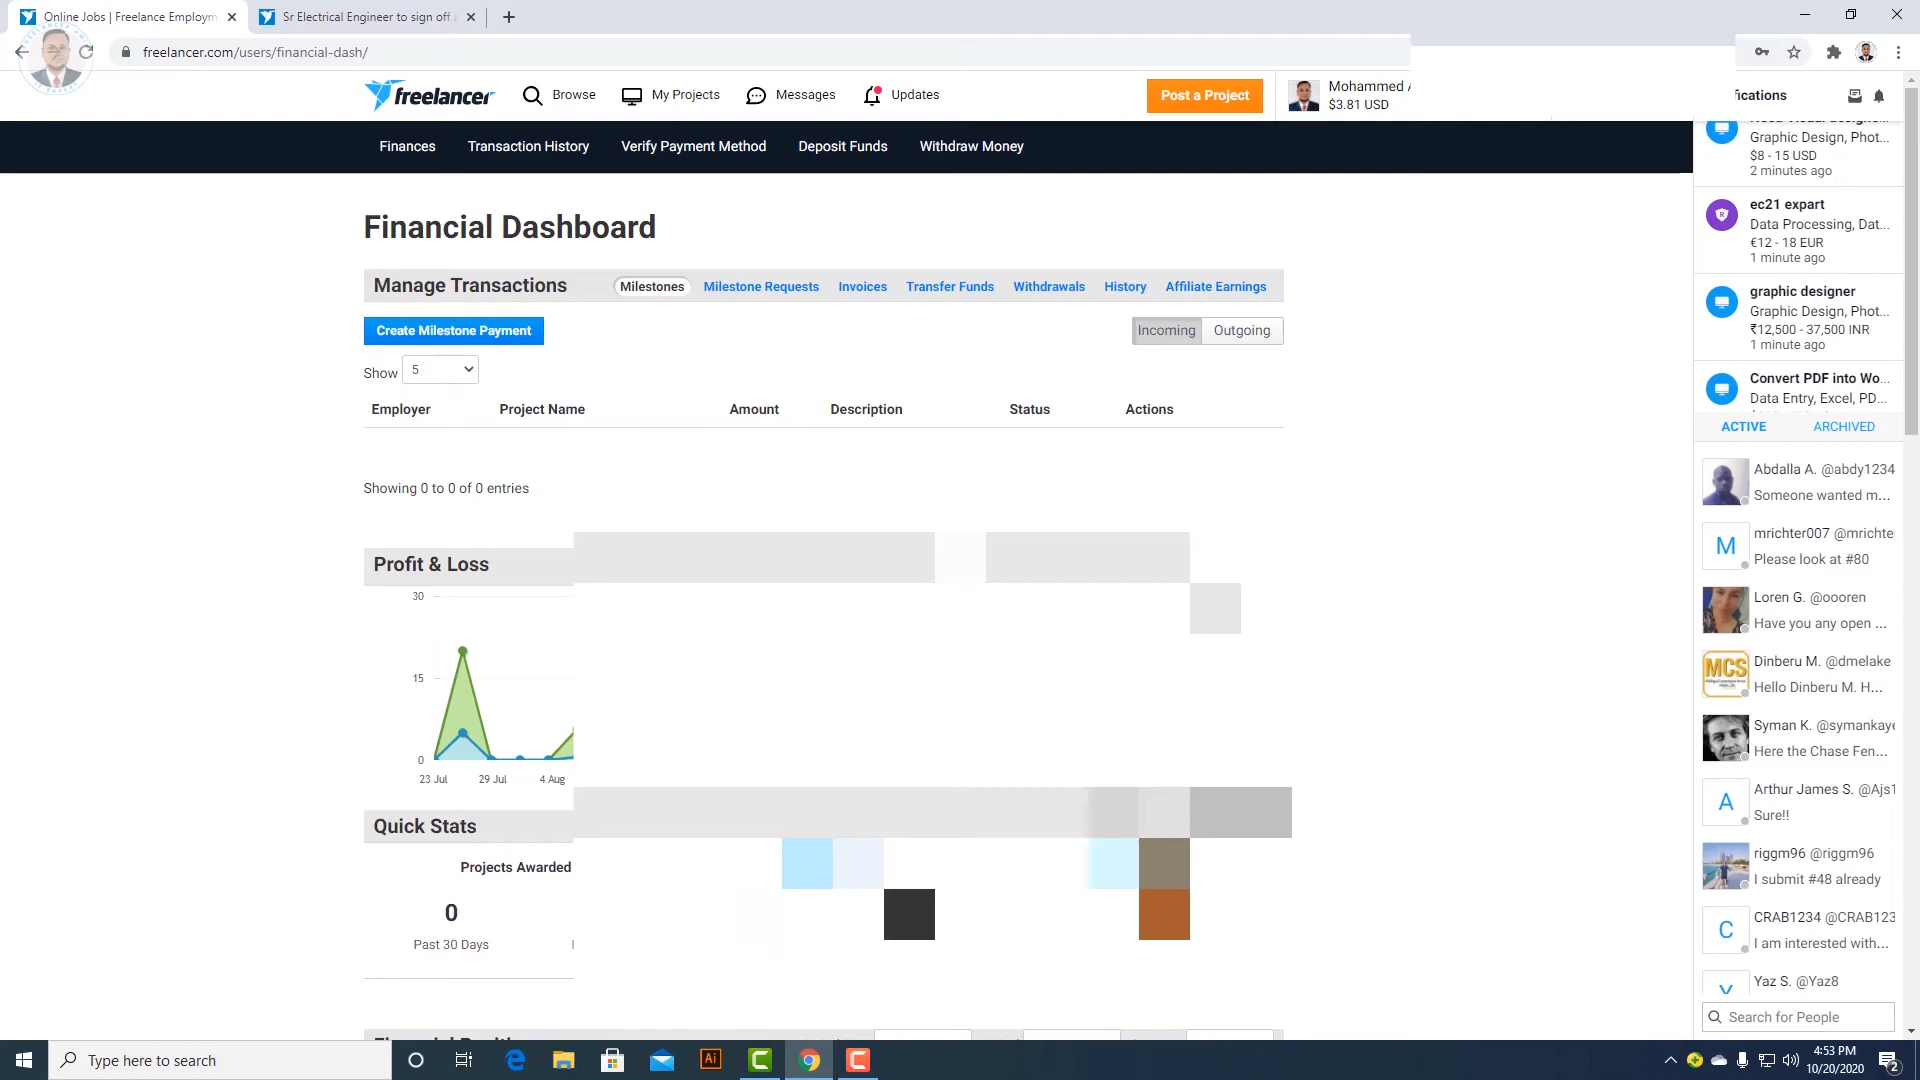 Online Jobs | Freelance Employm
Sr Electrical Engineer to sign off
freelancer.com/users/financial-dash/
freelancer
Browse
My Projects
Messages
Updates
Post a Project
Mohammed A
$3.81 USD
fications
Finances
Transaction History
Verify Payment Method
Deposit Funds
Withdraw Money
Graphic Design, Phot...
$8 - 15 USD
2 minutes ago
ec21 expart
Data Processing, Dat...
€12 - 18 EUR
1 minute ago
graphic designer
Graphic Design, Phot...
₹12,500 - 37,500 INR
1 minute ago
Convert PDF into Wo...
Data Entry, Excel, PD...
ACTIVE
ARCHIVED
Financial Dashboard
Manage Transactions
Milestones
Milestone Requests
Invoices
Transfer Funds
Withdrawals
History
Affiliate Earnings
Create Milestone Payment
Incoming
Outgoing
Show 5
Employer
Project Name
Amount
Description
Status
Actions
Showing 0 to 0 of 0 entries
Profit & Loss
30
15
0
23 Jul
29 Jul
4 Aug
Quick Stats
Projects Awarded
0
Past 30 Days
Abdalla A. @abdy1234
Someone wanted m...
M
mrichter007 @mrichte
Please look at #80
Loren G. @oooren
Have you any open ...
MCS
Dinberu M. @dmelake
Hello Dinberu M. H...
Syman K. @symankaye
Here the Chase Fen...
A
Arthur James S. @Ajs1
Sure!!
riggm96 @riggm96
I submit #48 already
C
CRAB1234 @CRAB123
I am interested with...
Y
Yaz S. @Yaz8
Search for People
Type here to search
Ai
4:53 PM
10/20/2020
2